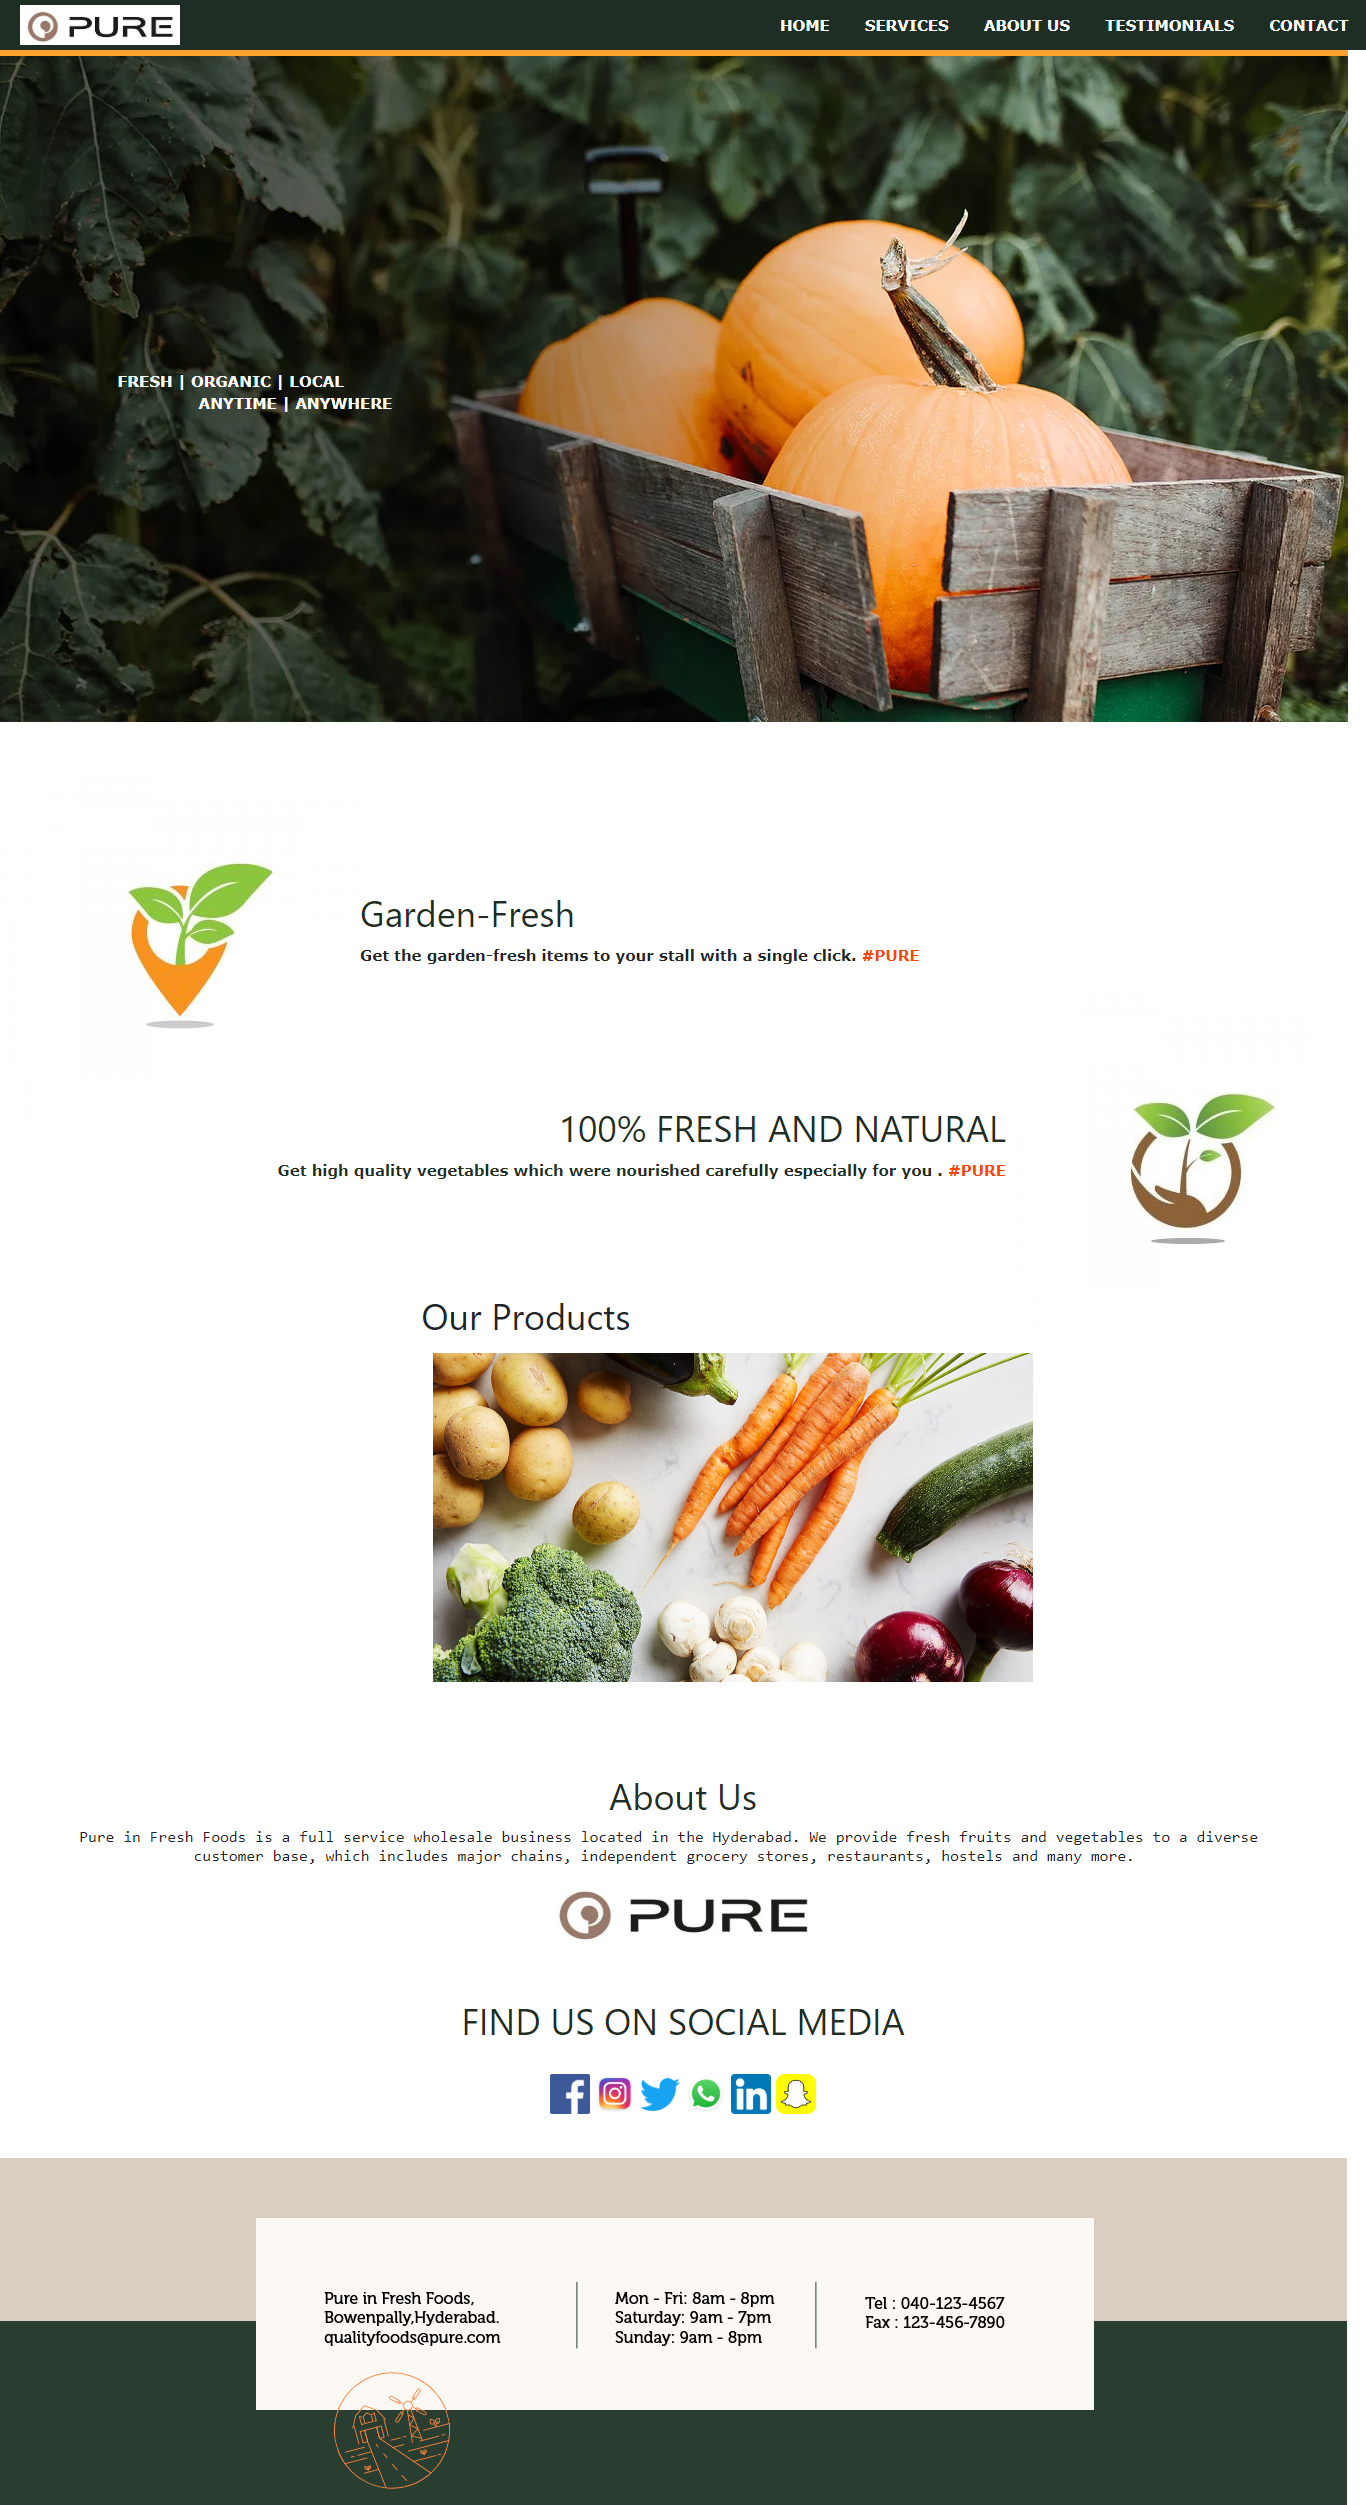 PURE
HOME SERVICES ABOUT US TESTIMONIALS CONTACT
FRESH | ORGANIC | LOCAL
ANYTIME | ANYWHERE
Garden-Fresh
Get the garden-fresh items to your stall with a single click. #PURE
100% FRESH AND NATURAL
Get high quality vegetables which were nourished carefully especially for you . #PURE
Our Products
About Us
Pure in Fresh Foods is a full service wholesale business located in the Hyderabad. We provide fresh fruits and vegetables to a diverse
customer base, which includes major chains, independent grocery stores, restaurants, hostels and many more.
PURE
FIND US ON SOCIAL MEDIA
Pure in Fresh Foods,
Bowenpally,Hyderabad.
qualityfoods@pure.com
Mon - Fri: 8am - 8pm
Saturday: 9am - 7pm
Sunday: 9am - 8pm
Tel : 040-123-4567
Fax : 123-456-7890